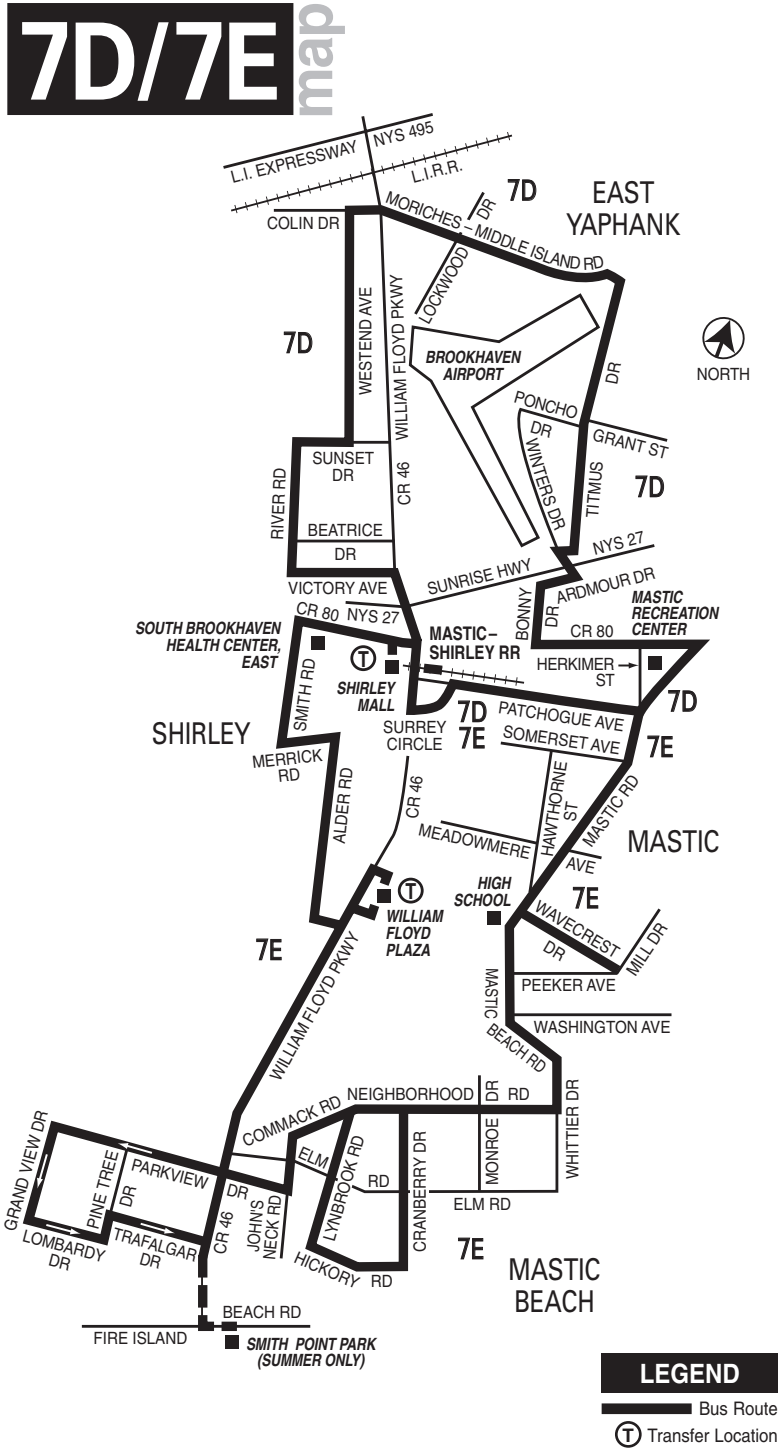 7D/7E
map
L.I. EXPRESSWAY NYS 495
L.I.R.R.
COLIN DR
MORICHES – MIDDLE ISLAND RD
7D
EAST
YAPHANK
LOCKWOOD DR
WESTEND AVE
WILLIAM FLOYD PKWY
7D
BROOKHAVEN
AIRPORT
NORTH
DR
PONCHO
DR
GRANT ST
SUNSET
DR
CR 46
WINTERS DR
TITMUS
7D
RIVER RD
BEATRICE
DR
NYS 27
SUNRISE HWY
VICTORY AVE
ARDMOUR DR
BONNY
DR
MASTIC
RECREATION
CENTER
CR 80
NYS 27
SOUTH BROOKHAVEN
HEALTH CENTER,
EAST
T
MASTIC–
SHIRLEY RR
CR 80
HERKIMER
ST
SHIRLEY
MALL
SMITH RD
7D
7D
7E
PATCHOGUE AVE
SURREY
CIRCLE
SOMERSET AVE
7E
SHIRLEY
MERRICK
RD
ALDER RD
CR 46
HAWTHORNE
ST
MASTIC RD
MEADOWMERE
AVE
MASTIC
T
HIGH
SCHOOL
7E
WILLIAM
FLOYD
PLAZA
WAVECREST
DR
MILL DR
7E
WILLIAM FLOYD PKWY
PEEKER AVE
MASTIC
BEACH RD
WASHINGTON AVE
NEIGHBORHOOD RD
COMMACK RD
MONROE DR
WHITTIER DR
GRAND VIEW DR
PINE TREE
DR
PARKVIEW
DR
ELM
RD
LYNBROOK RD
CRANBERRY DR
ELM RD
LOMBARDY
DR
TRAFALGAR
DR
CR 46
JOHN'S
NECK RD
HICKORY RD
7E
MASTIC
BEACH
BEACH RD
FIRE ISLAND
SMITH POINT PARK
(SUMMER ONLY)
LEGEND
Bus Route
T Transfer Location